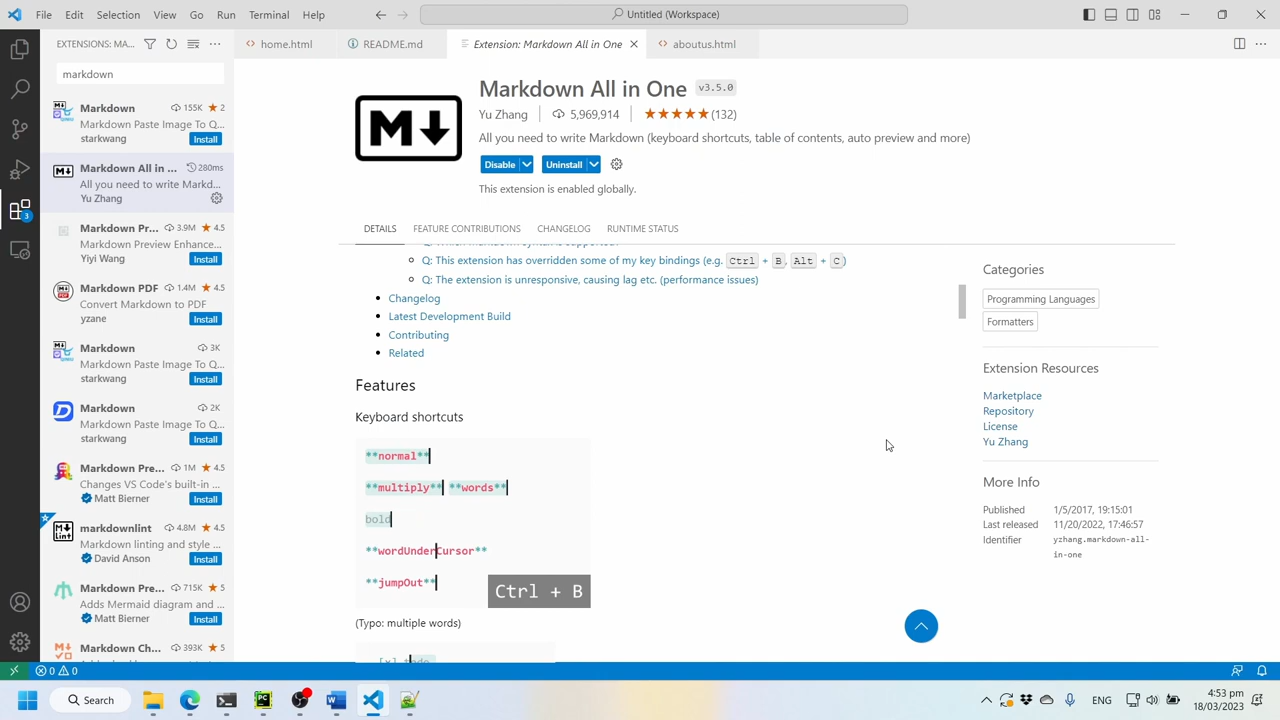 File Edit Selection View Go Run Terminal Help
Untitled (Workspace)
EXTENSIONS: MA...
home.html
README.md
Extension: Markdown All in One
aboutus.html
markdown
Markdown 155K ★ 2
Markdown Paste Image To Q...
starkwang Install
Markdown All in ... 280ms
All you need to write Markd...
Yu Zhang
Markdown Pr... 3.9M ★ 4.5
Markdown Preview Enhance...
Yiyi Wang Install
Markdown PDF 1.4M ★ 4.5
Convert Markdown to PDF
yzane Install
Markdown 3K
Markdown Paste Image To Q...
starkwang Install
Markdown 2K
Markdown Paste Image To Q...
starkwang Install
Markdown Pre... 1M ★ 4.5
Changes VS Code's built-in ...
Matt Bierner Install
markdownlint 4.8M ★ 4.5
Markdown linting and style ...
David Anson Install
Markdown Pre... 715K ★ 5
Adds Mermaid diagram and ...
Matt Bierner Install
Markdown Ch... 393K ★ 5
3
M↓
Markdown All in One v3.5.0
Yu Zhang 5,969,914 ★★★★★ (132)
All you need to write Markdown (keyboard shortcuts, table of contents, auto preview and more)
Disable Uninstall
This extension is enabled globally.
DETAILS FEATURE CONTRIBUTIONS CHANGELOG RUNTIME STATUS
Q: This extension has overridden some of my key bindings (e.g. Ctrl + B, Alt + C)
Q: The extension is unresponsive, causing lag etc. (performance issues)
Changelog
Latest Development Build
Contributing
Related
Features
Keyboard shortcuts
**normal**
**multiply** **words**
bold
**wordUnderCursor**
**jumpOut**
Ctrl + B
(Typo: multiple words)
Categories
Programming Languages
Formatters
Extension Resources
Marketplace
Repository
License
Yu Zhang
More Info
Published 1/5/2017, 19:15:01
Last released 11/20/2022, 17:46:57
Identifier yzhang.markdown-all-
in-one
0 0
Search
ENG
4:53 pm
18/03/2023